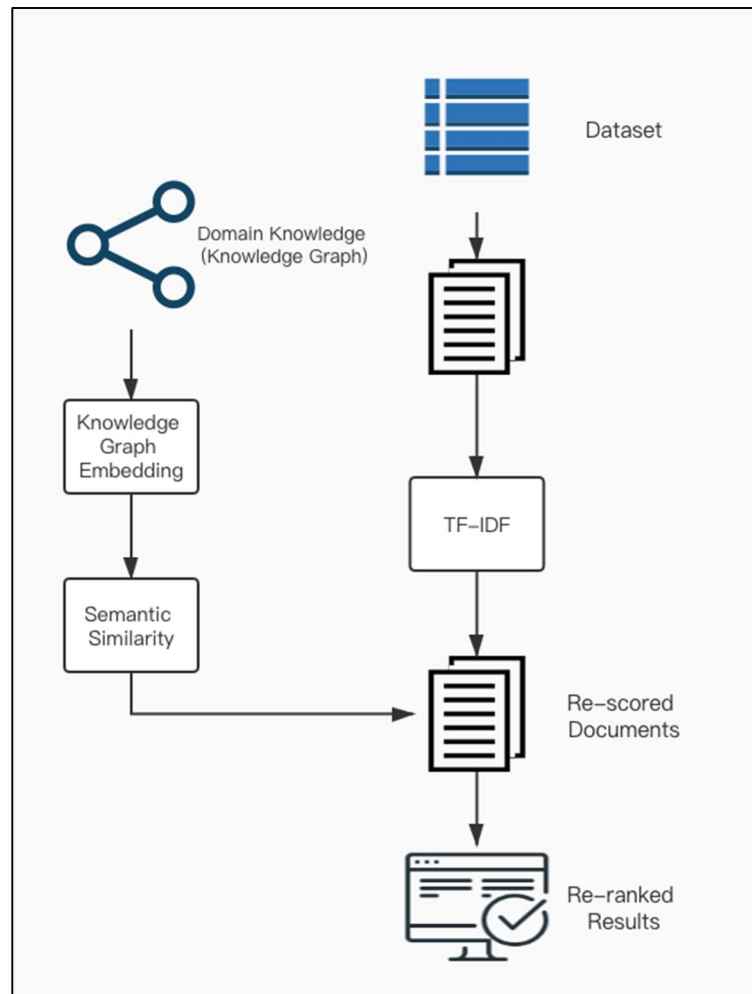 Dataset
Domain Knowledge
(Knowledge Graph)
Knowledge
Graph
Embedding
TF-IDF
Semantic
Similarity
Re-scored
Documents
Re-ranked
Results